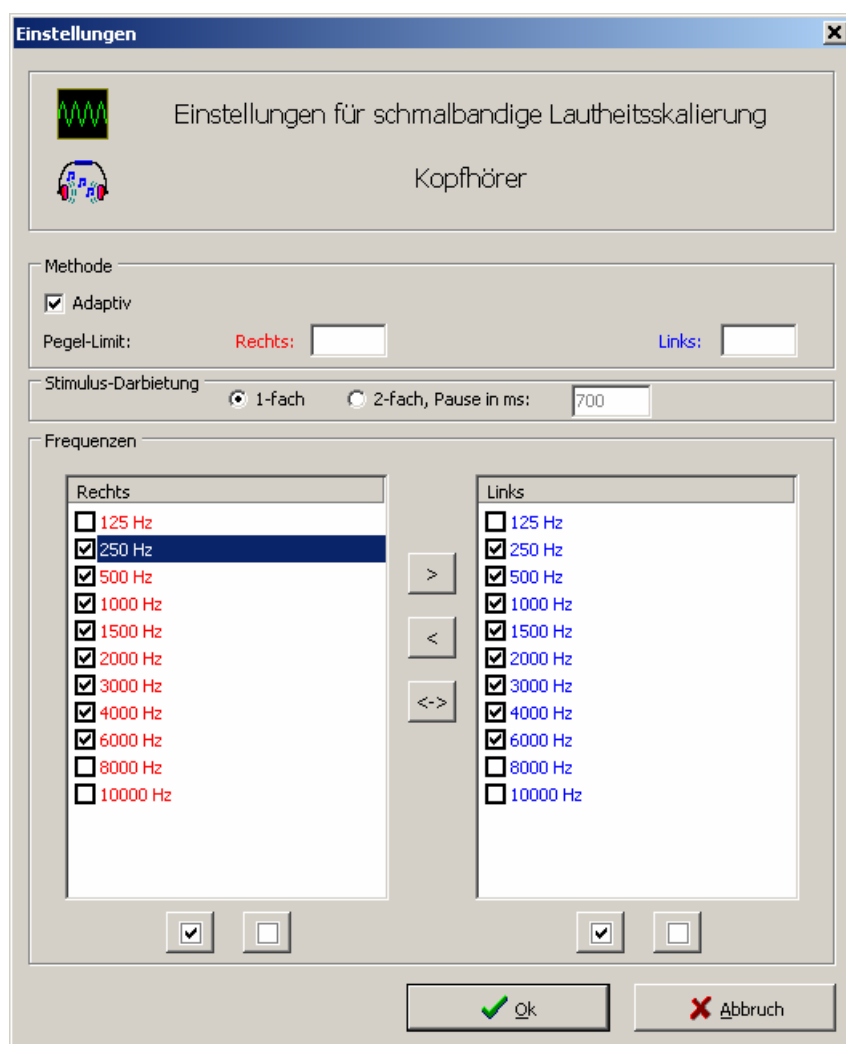 Einstellungen
Einstellungen für schmalbandige Lautheitsskalierung
Kopfhörer
Methode
Adaptiv
Pegel-Limit: Rechts: Links:
Stimulus-Darbietung
1-fach 2-fach, Pause in ms: 700
Frequenzen
Rechts
125 Hz
250 Hz
500 Hz
1000 Hz
1500 Hz
2000 Hz
3000 Hz
4000 Hz
6000 Hz
8000 Hz
10000 Hz
>
<
<->
Links
125 Hz
250 Hz
500 Hz
1000 Hz
1500 Hz
2000 Hz
3000 Hz
4000 Hz
6000 Hz
8000 Hz
10000 Hz
Ok Abbruch